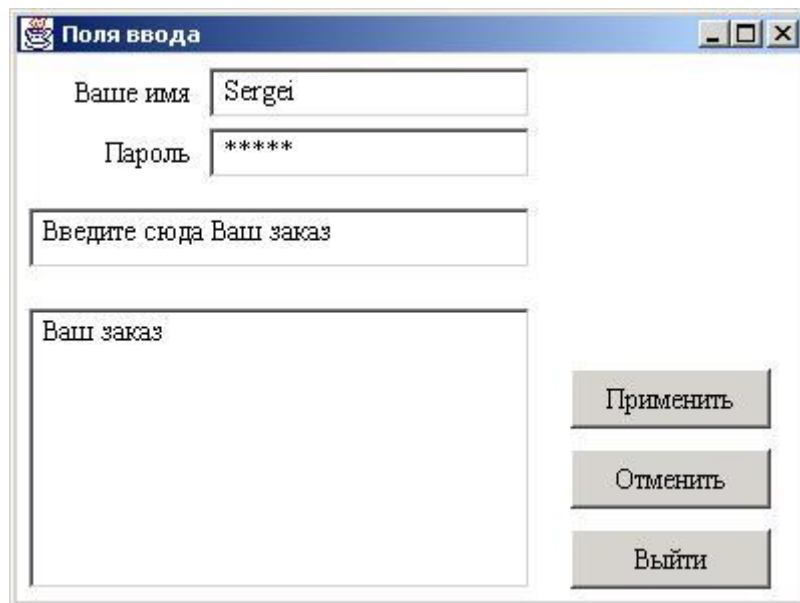 Поля ввода
Ваше имя Sergei
Пароль *****
Введите сюда Ваш заказ
Ваш заказ
Применить
Отменить
Выйти